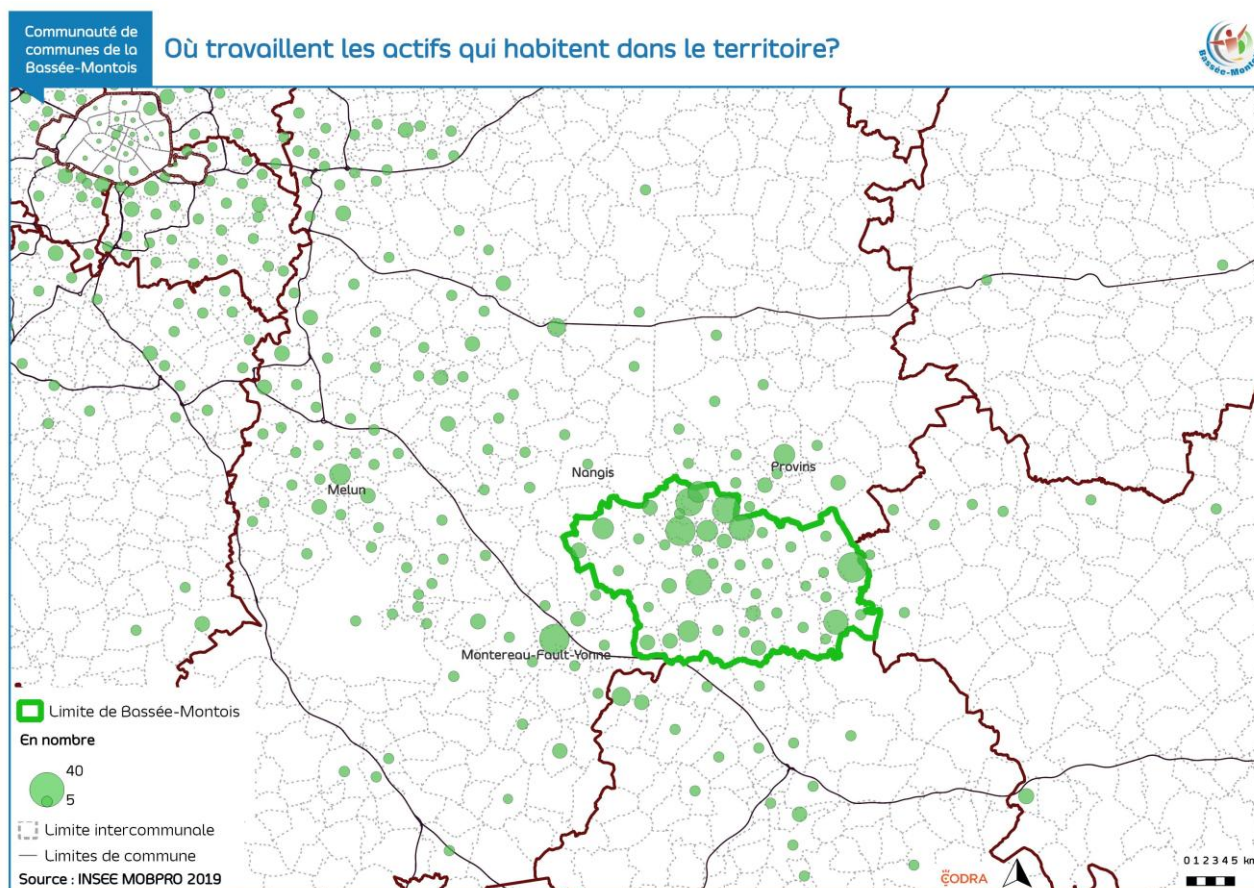 Communauté de
communes de la
Bassée-Montois
Où travaillent les actifs qui habitent dans le territoire?
Bassée-Montois
Nangis
Provins
Melun
Montereau-Fault-Yonne
Limite de Bassée-Montois
En nombre
40
5
Limite intercommunale
Limites de commune
Source : INSEE MOBPRO 2019
CODRA
0 1 2 3 4 5 km